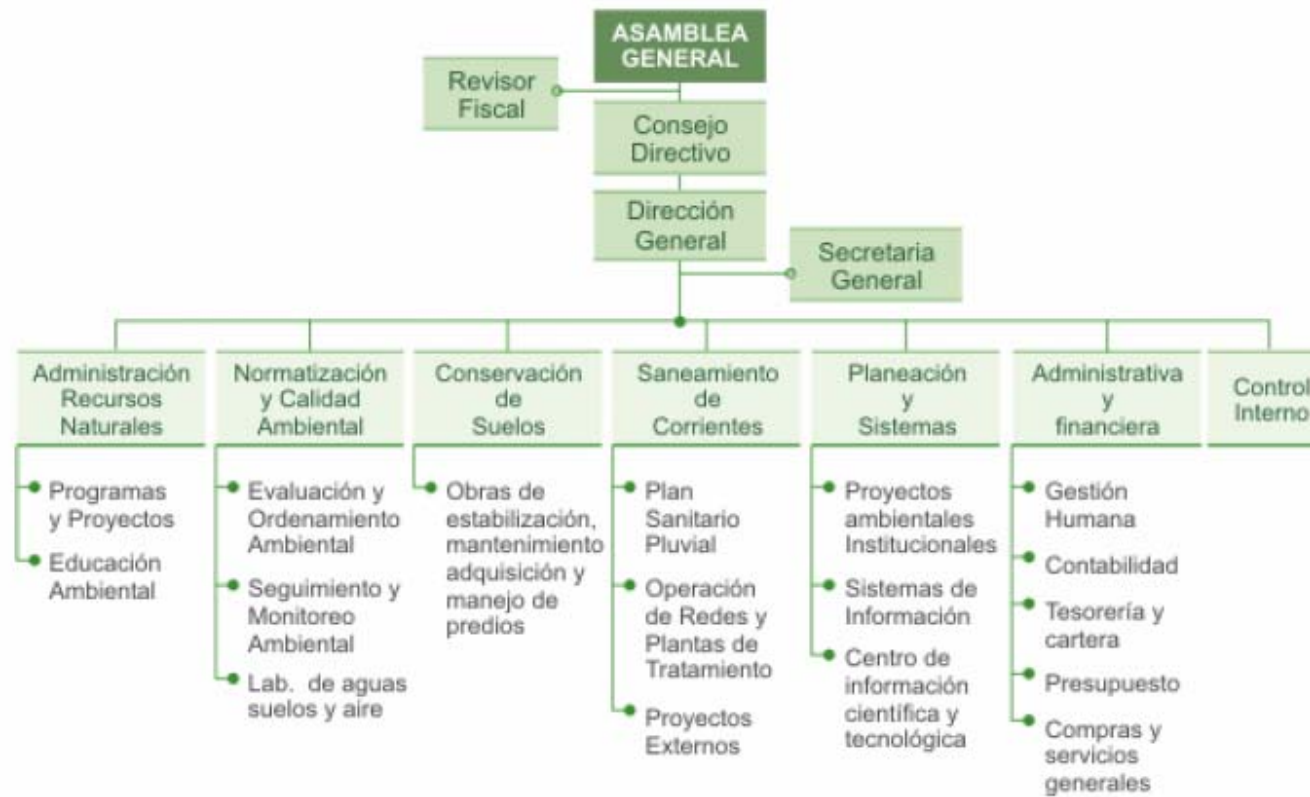 ASAMBLEA
GENERAL
Revisor
Fiscal
Consejo
Directivo
Dirección
General
Secretaria
General
Administración
Recursos
Naturales
Programas
y Proyectos
Educación
Ambiental
Normatización
y Calidad
Ambiental
Evaluación y
Ordenamiento
Ambiental
Seguimiento y
Monitoreo
Ambiental
Lab. de aguas
suelos y aire
Conservación
de
Suelos
Obras de
estabilización,
mantenimiento
adquisición y
manejo de
predios
Saneamiento
de
Corrientes
Plan
Sanitario
Pluvial
Operación
de Redes y
Plantas de
Tratamiento
Proyectos
Externos
Planeación
y
Sistemas
Proyectos
ambientales
Institucionales
Sistemas de
Información
Centro de
información
científica y
tecnológica
Administrativa
y
financiera
Gestión
Humana
Contabilidad
Tesorería y
cartera
Presupuesto
Compras y
servicios
generales
Control
Interno